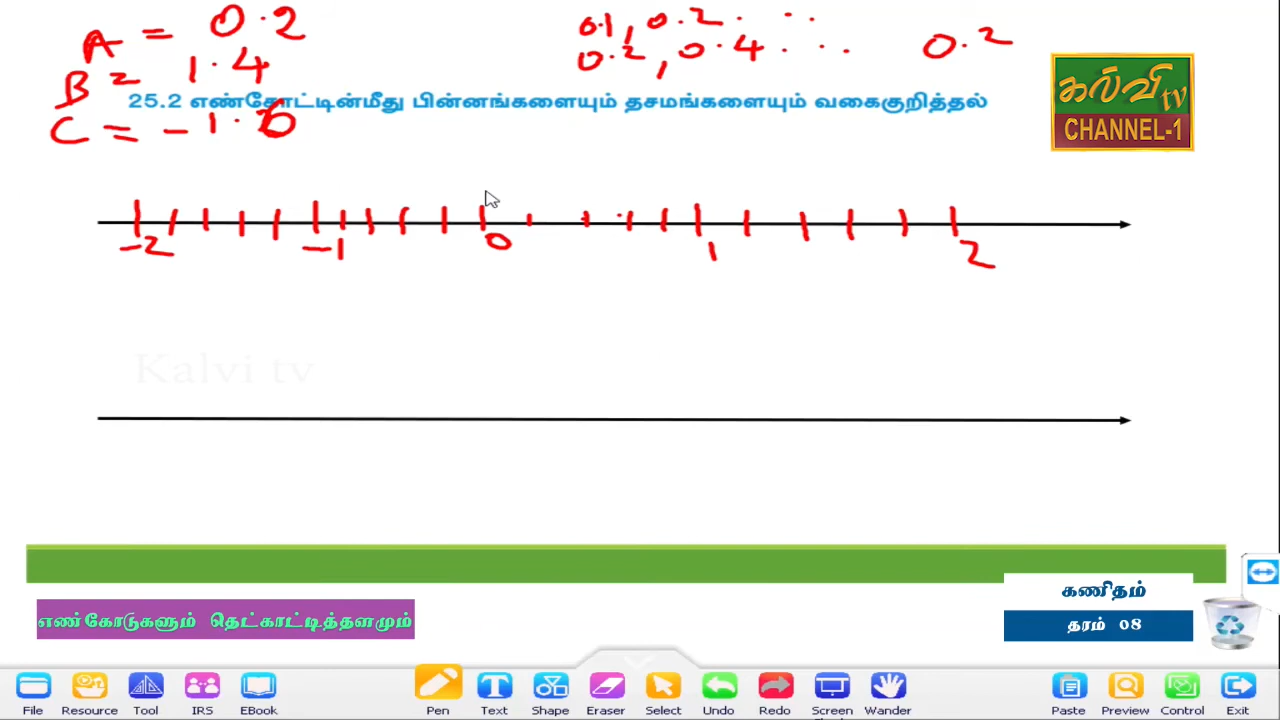 A = 0.2
0.1, 0.2 . . .
B = 1.4
0.2, 0.4 . . .
0.2
25.2 எண்கோட்டின்மீது பின்னங்களையும் தசமங்களையும் வகைகுறித்தல்
C = -1.6
கல்வி tv
CHANNEL-1
-2 -1 0 1 2
Kalvi tv
கணிதம்
எண்கோடுகளும் தெட்காட்டித்தளமும்
தரம் 08
File Resource Tool IRS EBook Pen Text Shape Eraser Select Undo Redo Screen Wander Paste Preview Control Exit